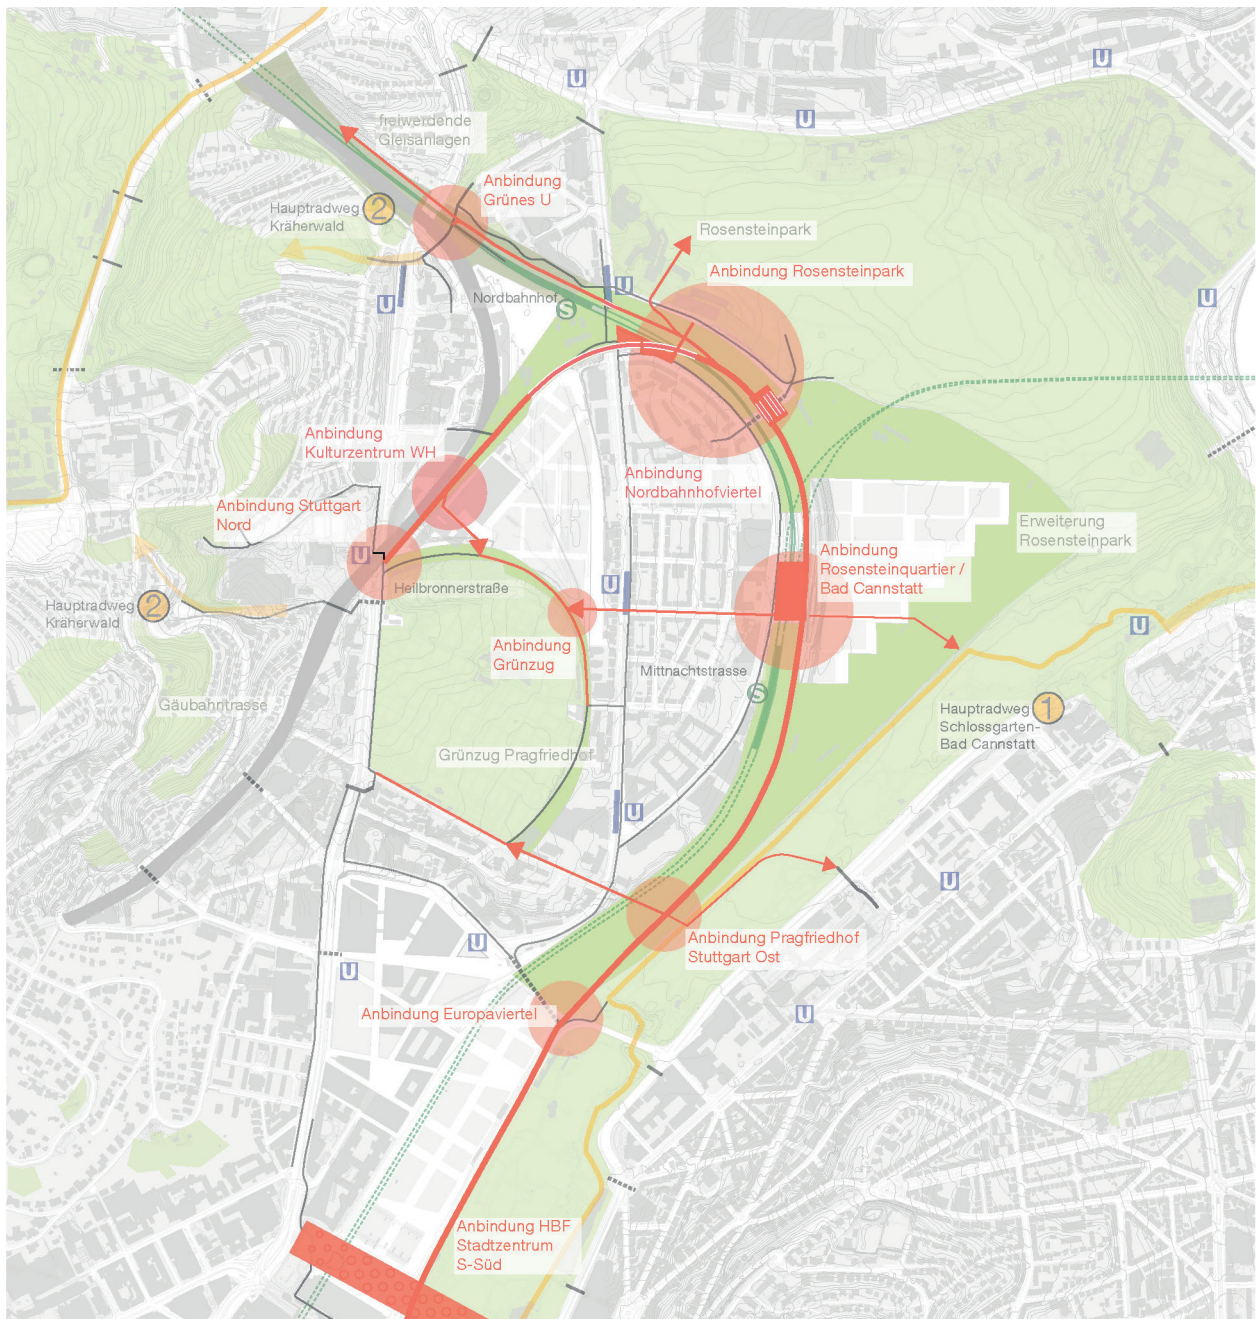 U
U
U
freiwerdende
Gleisanlagen
Anbindung
Grünes U
Hauptradweg
Kräherwald
2
Rosensteinpark
Anbindung Rosensteinpark
U
U
U
Nordbahnhof
S
Anbindung
Kulturzentrum WH
Anbindung
Nordbahnhofviertel
Anbindung Stuttgart
Nord
U
Erweiterung
Rosensteinpark
Anbindung
Rosensteinquartier /
Bad Cannstatt
Heilbronnerstraße
U
Hauptradweg
Kräherwald
2
U
Anbindung
Grünzug
Mittnachtstrasse
S
Gäubahntrasse
Hauptradweg
Schlossgarten-
Bad Cannstatt
1
Grünzug Pragfriedhof
U
U
Anbindung Pragfriedhof
Stuttgart Ost
U
U
Anbindung Europaviertel
U
Anbindung HBF
Stadtzentrum
S-Süd